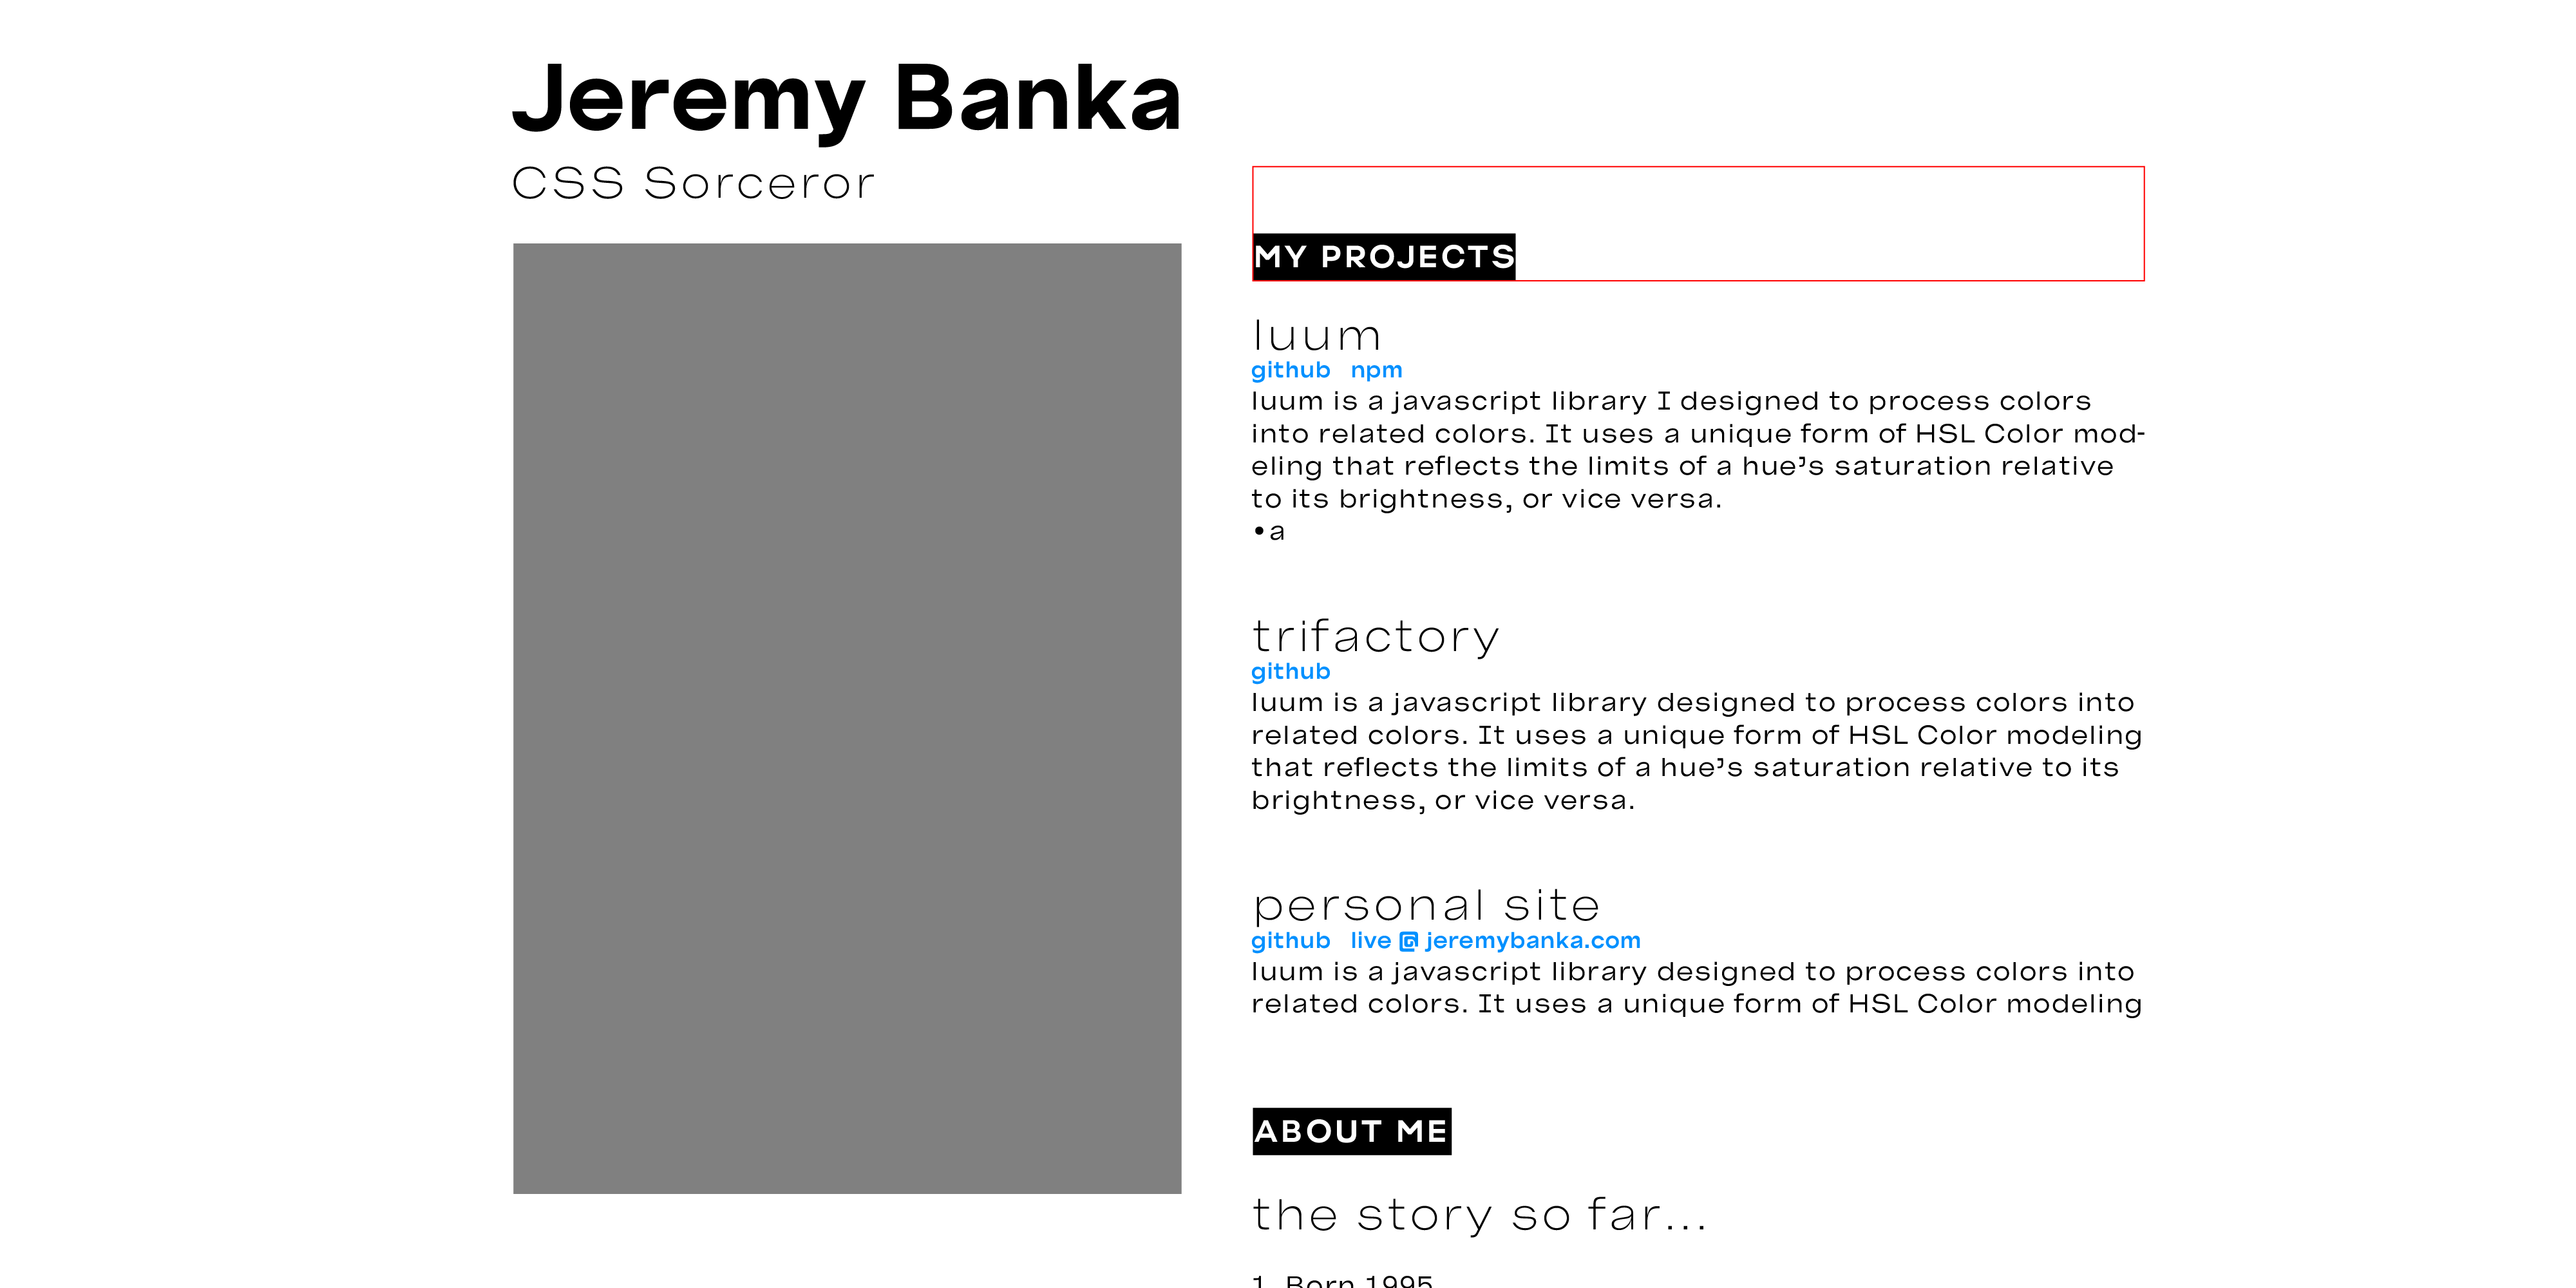 Jeremy Banka
CSS Sorceror
MY PROJECTS
luum
github npm
luum is a javascript library I designed to process colors
into related colors. It uses a unique form of HSL Color mod-
eling that reflects the limits of a hue’s saturation relative
to its brightness, or vice versa.
•a
trifactory
github
luum is a javascript library designed to process colors into
related colors. It uses a unique form of HSL Color modeling
that reflects the limits of a hue’s saturation relative to its
brightness, or vice versa.
personal site
github live @ jeremybanka.com
luum is a javascript library designed to process colors into
related colors. It uses a unique form of HSL Color modeling
ABOUT ME
the story so far...
1. Born 1995